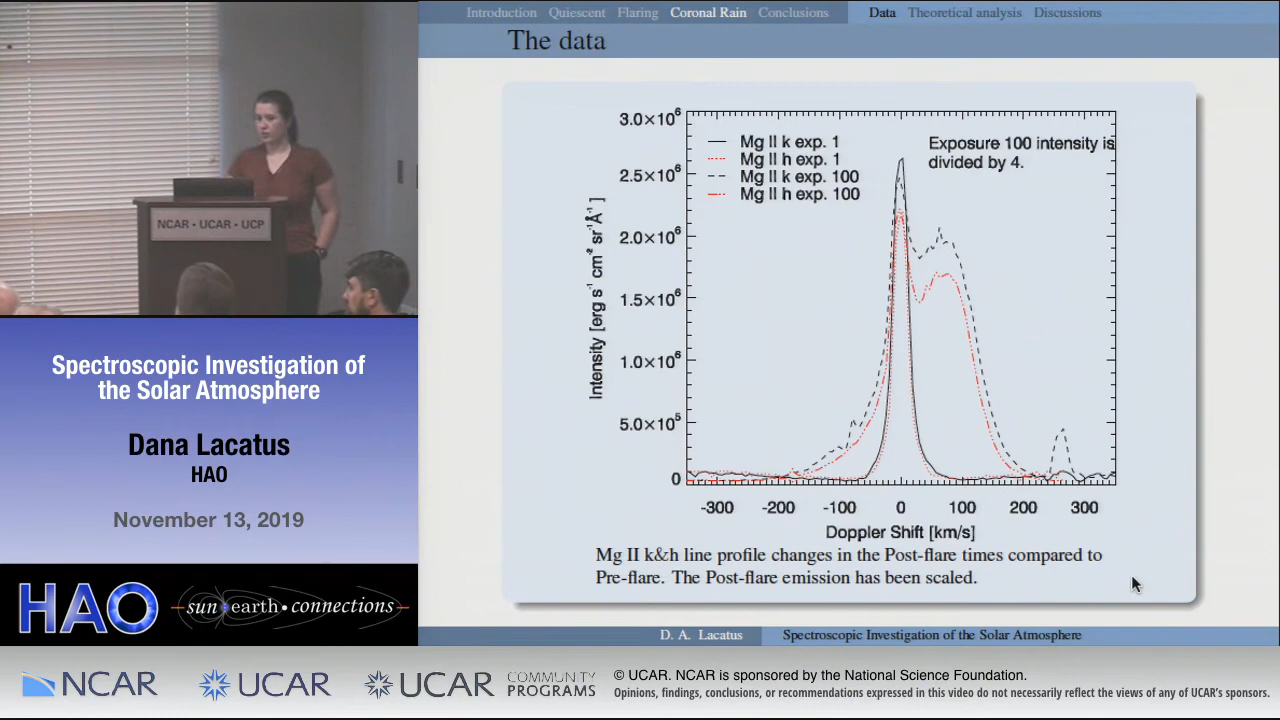 Introduction Quiescent Flaring Coronal Rain Conclusions
Data Theoretical analysis Discussions
The data
3.0×10⁶
2.5×10⁶
2.0×10⁶
1.5×10⁶
1.0×10⁶
5.0×10⁵
0
Intensity [erg s⁻¹ cm⁻² sr⁻¹Å⁻¹ ]
Mg II k exp. 1
Mg II h exp. 1
Mg II k exp. 100
Mg II h exp. 100
Exposure 100 intensity is
divided by 4.
-300 -200 -100 0 100 200 300
Doppler Shift [km/s]
Mg II k&h line profile changes in the Post-flare times compared to
Pre-flare. The Post-flare emission has been scaled.
D. A. Lacatus
Spectroscopic Investigation of the Solar Atmosphere
NCAR • UCAR • UCP
Spectroscopic Investigation of
the Solar Atmosphere
Dana Lacatus
HAO
November 13, 2019
HAO
sun earth • connections
NCAR
UCAR
UCAR
COMMUNITY
PROGRAMS
© UCAR. NCAR is sponsored by the National Science Foundation.
Opinions, findings, conclusions, or recommendations expressed in this video do not necessarily reflect the views of any of UCAR's sponsors.